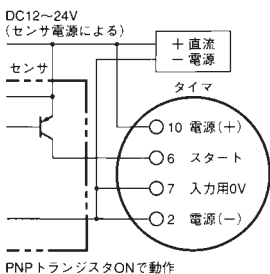 DC12～24V
(センサ電源による)
＋直流
－電源
センサ
タイマ
10 電源(＋)
6 スタート
7 入力用0V
2 電源(－)
PNPトランジスタONで動作